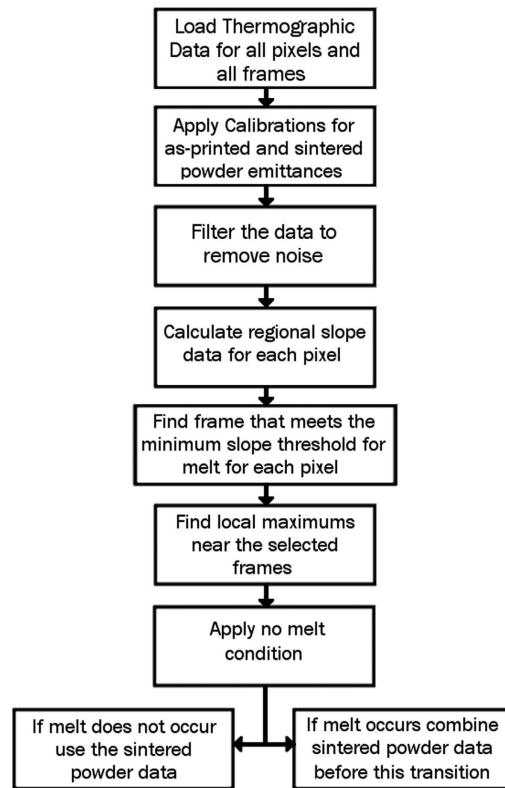 Load Thermographic
Data for all pixels and
all frames
Apply Calibrations for
as-printed and sintered
powder emittances
Filter the data to
remove noise
Calculate regional slope
data for each pixel
Find frame that meets the
minimum slope threshold for
melt for each pixel
Find local maximums
near the selected
frames
Apply no melt
condition
If melt does not occur
use the sintered
powder data
If melt occurs combine
sintered powder data
before this transition